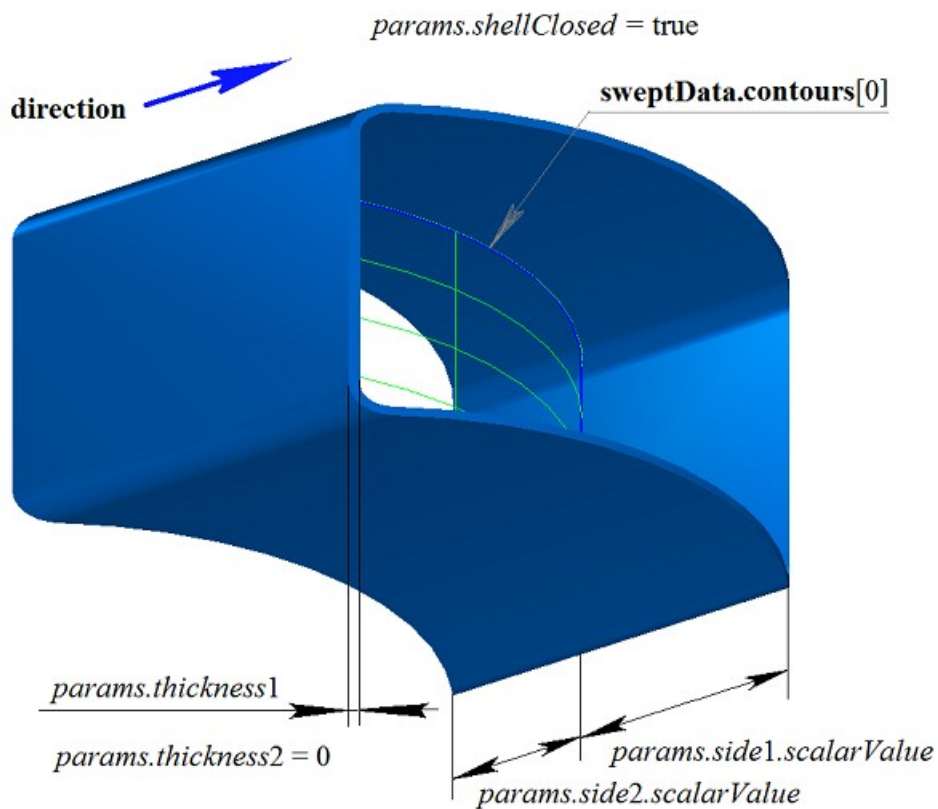 params.shellClosed = true
direction
sweptData.contours[0]
params.thickness1
params.thickness2 = 0
params.side1.scalarValue
params.side2.scalarValue